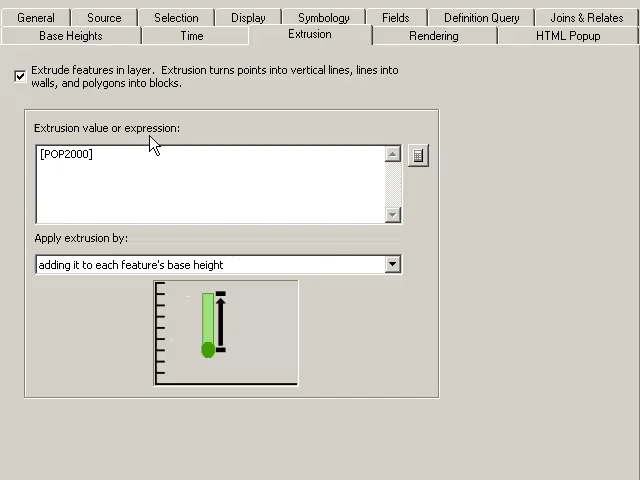 General Source Selection Display Symbology Fields Definition Query Joins & Relates
Base Heights Time Extrusion Rendering HTML Popup
Extrude features in layer. Extrusion turns points into vertical lines, lines into
walls, and polygons into blocks.
Extrusion value or expression:
[POP2000]
Apply extrusion by:
adding it to each feature's base height